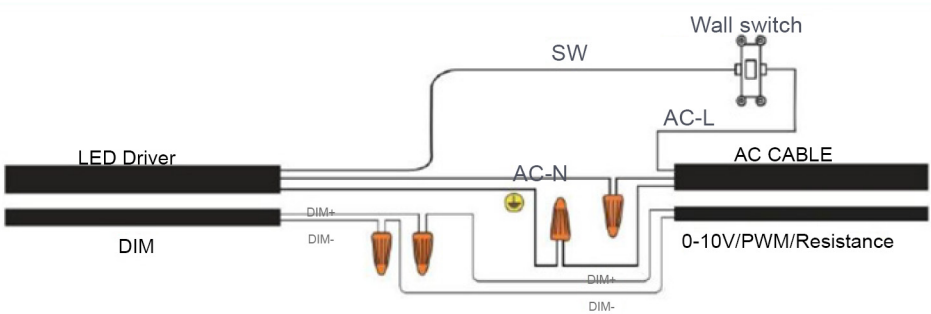 Wall switch
SW
AC-L
LED Driver
AC CABLE
AC-N
DIM+
DIM-
DIM
0-10V/PWM/Resistance
DIM+
DIM-